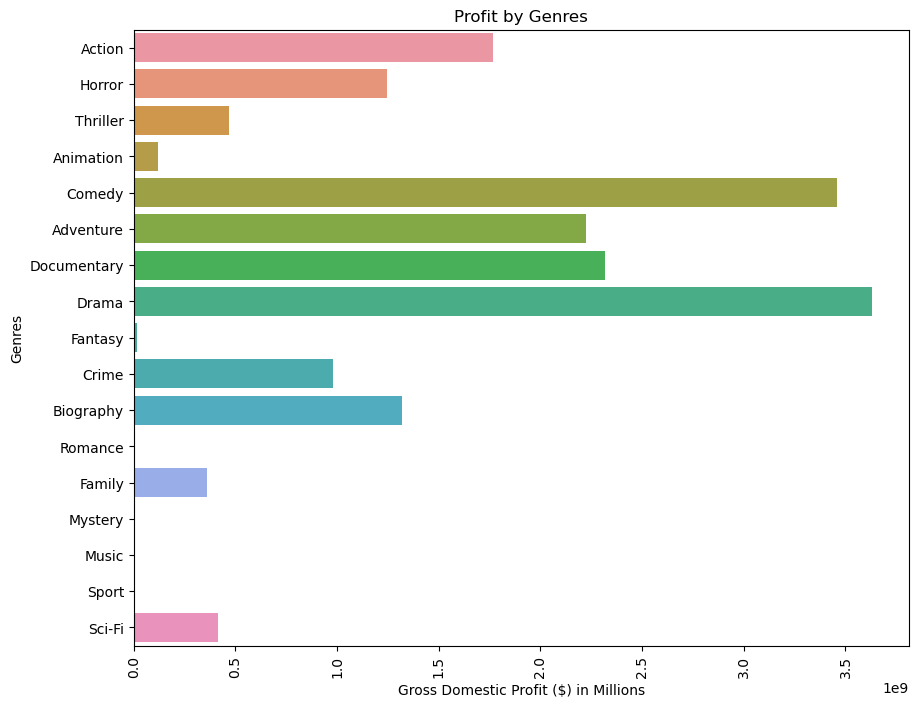 Profit by Genres
Genres
Action
Horror
Thriller
Animation
Comedy
Adventure
Documentary
Drama
Fantasy
Crime
Biography
Romance
Family
Mystery
Music
Sport
Sci-Fi
0.0 0.5 1.0 1.5 2.0 2.5 3.0 3.5
1e9
Gross Domestic Profit ($) in Millions